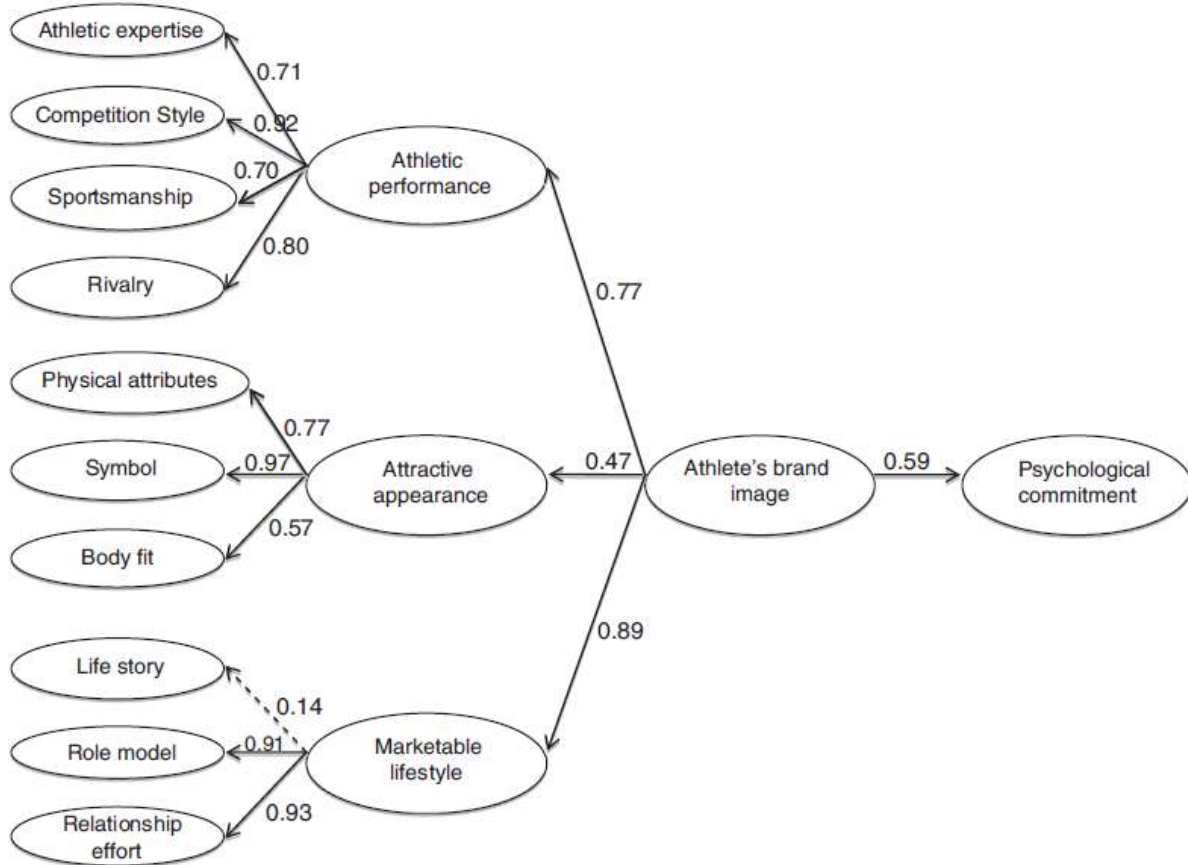 Athletic expertise
0.71
Competition Style
0.92
Sportsmanship
0.70
Rivalry
0.80
Athletic
performance
0.77
Physical attributes
0.77
Symbol
0.97
Body fit
0.57
Attractive
appearance
0.47
Athlete’s brand
image
0.59
Psychological
commitment
0.89
Life story
0.14
Role model
0.91
Relationship
effort
0.93
Marketable
lifestyle